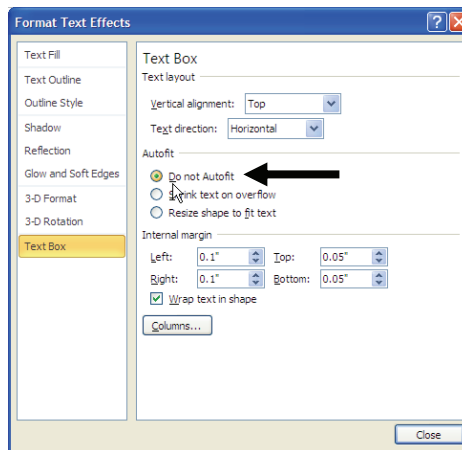 Format Text Effects
Text Fill
Text Outline
Outline Style
Shadow
Reflection
Glow and Soft Edges
3-D Format
3-D Rotation
Text Box
Text Box
Text layout
Vertical alignment: Top
Text direction: Horizontal
Autofit
Do not Autofit
Shrink text on overflow
Resize shape to fit text
Internal margin
Left: 0.1" Top: 0.05"
Right: 0.1" Bottom: 0.05"
Wrap text in shape
Columns...
Close